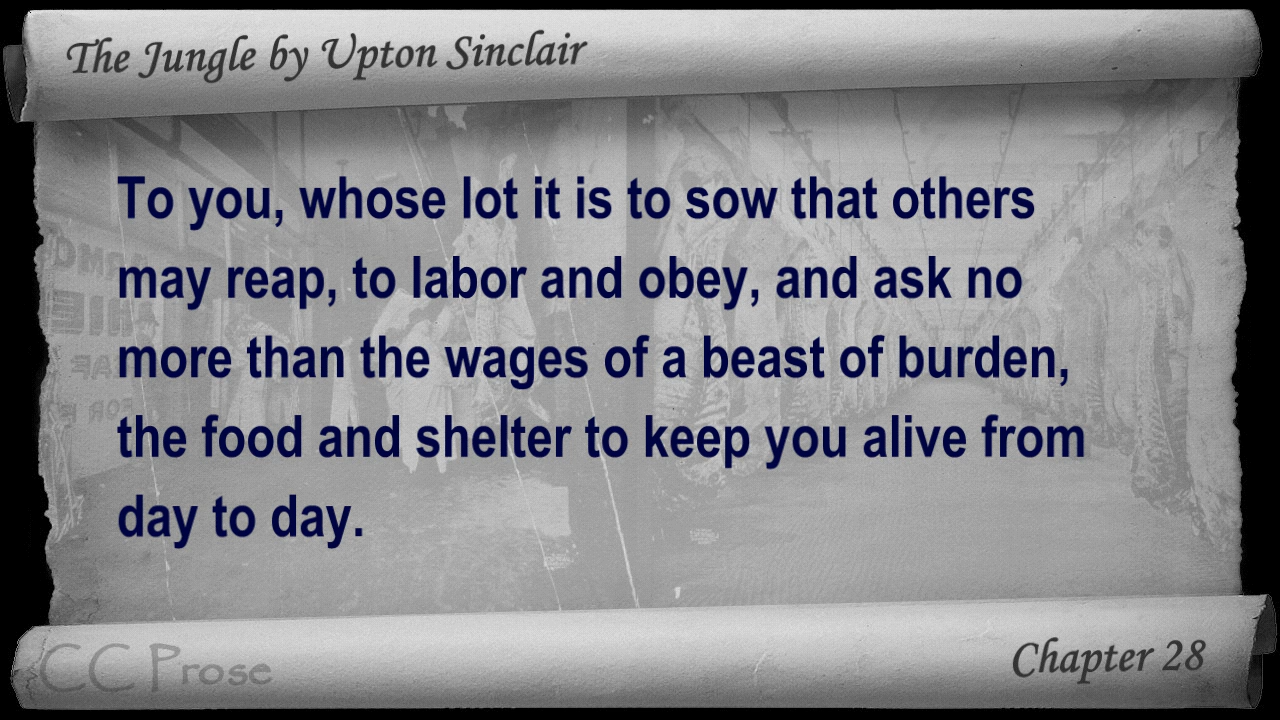 The Jungle by Upton Sinclair
To you, whose lot it is to sow that others
may reap, to labor and obey, and ask no
more than the wages of a beast of burden,
the food and shelter to keep you alive from
day to day.
CC Prose
Chapter 28